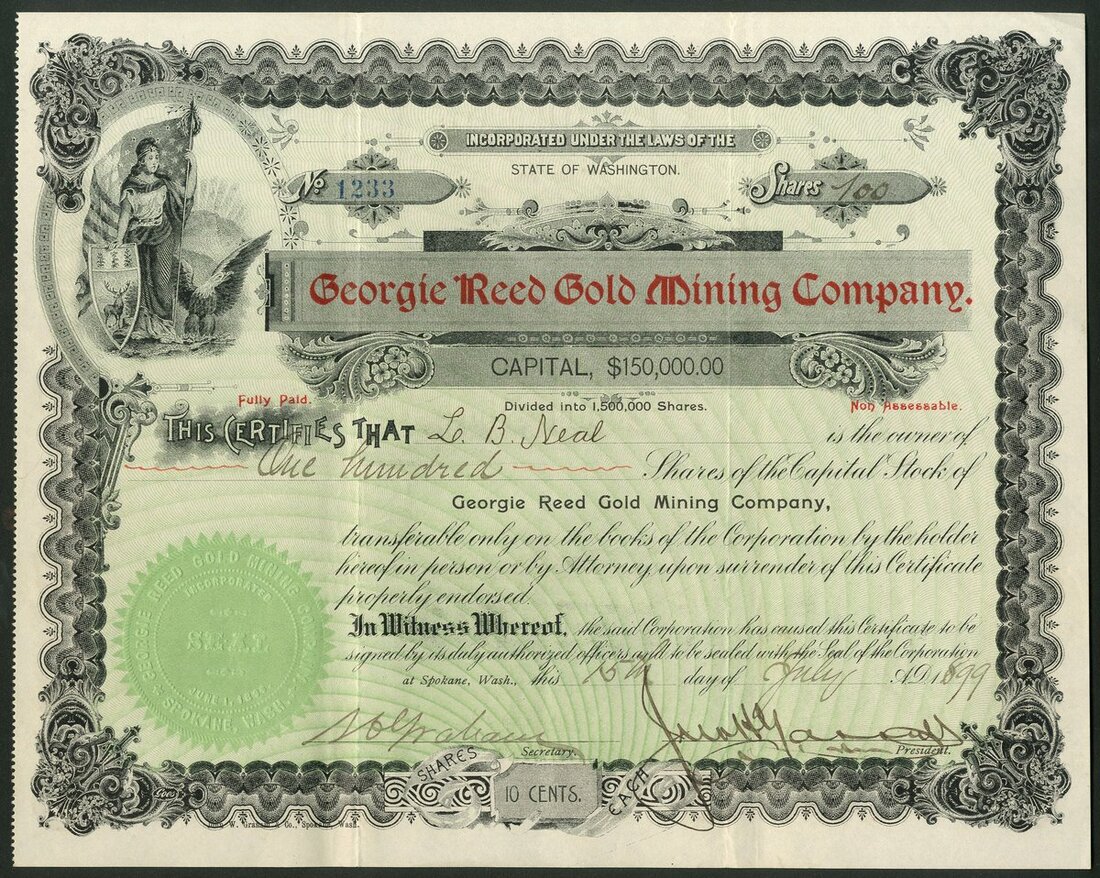 INCORPORATED UNDER THE LAWS OF THE
STATE OF WASHINGTON.
No 1233
Shares 100
Georgie Reed Gold Mining Company.
CAPITAL, $150,000.00
Fully Paid.
Divided into 1,500,000 Shares.
Non Assessable.
THIS CERTIFIES THAT L. B. Neal is the owner of
One hundred Shares of the Capital Stock of
Georgie Reed Gold Mining Company,
transferable only on the books of the Corporation by the holder
hereof in person or by Attorney upon surrender of this Certificate
properly endorsed.
In Witness Whereof, the said Corporation has caused this Certificate to be
signed by its duly authorized officers and to be sealed with the Seal of the Corporation
at Spokane, Wash., this 15th day of July A.D. 1899
GEORGIE REED GOLD MINING COMPANY
INCORPORATED
SEAL
SPOKANE, WASH.
Graham
Secretary.
President.
SHARES
10 CENTS.
EACH
Goes
W. Graham & Co., Spokane, Wash.